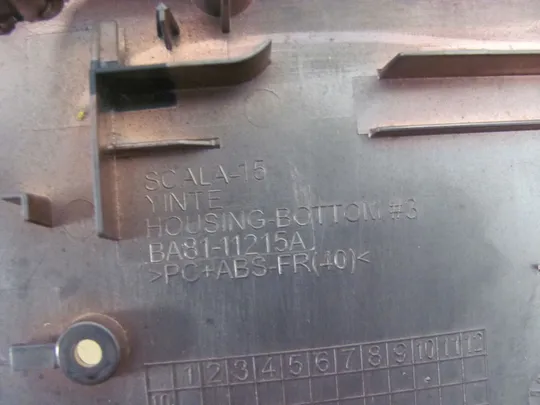 SCALA-15
YINTE
HOUSING-BOTTOM #3
BA81-11215A
>PC+ABS-FR(40)<
1 2 3 4 5 6 7 8 9 10 11 12
10